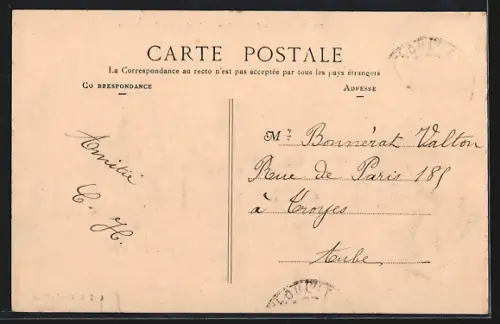 CARTE POSTALE
La Correspondance au recto n'est pas acceptée par tous les pays étrangers
CORRESPONDANCE
ADRESSE
Amitié
C. H.
M Bonnérat Valton
Rue de Paris 185
à Troyes
Aube